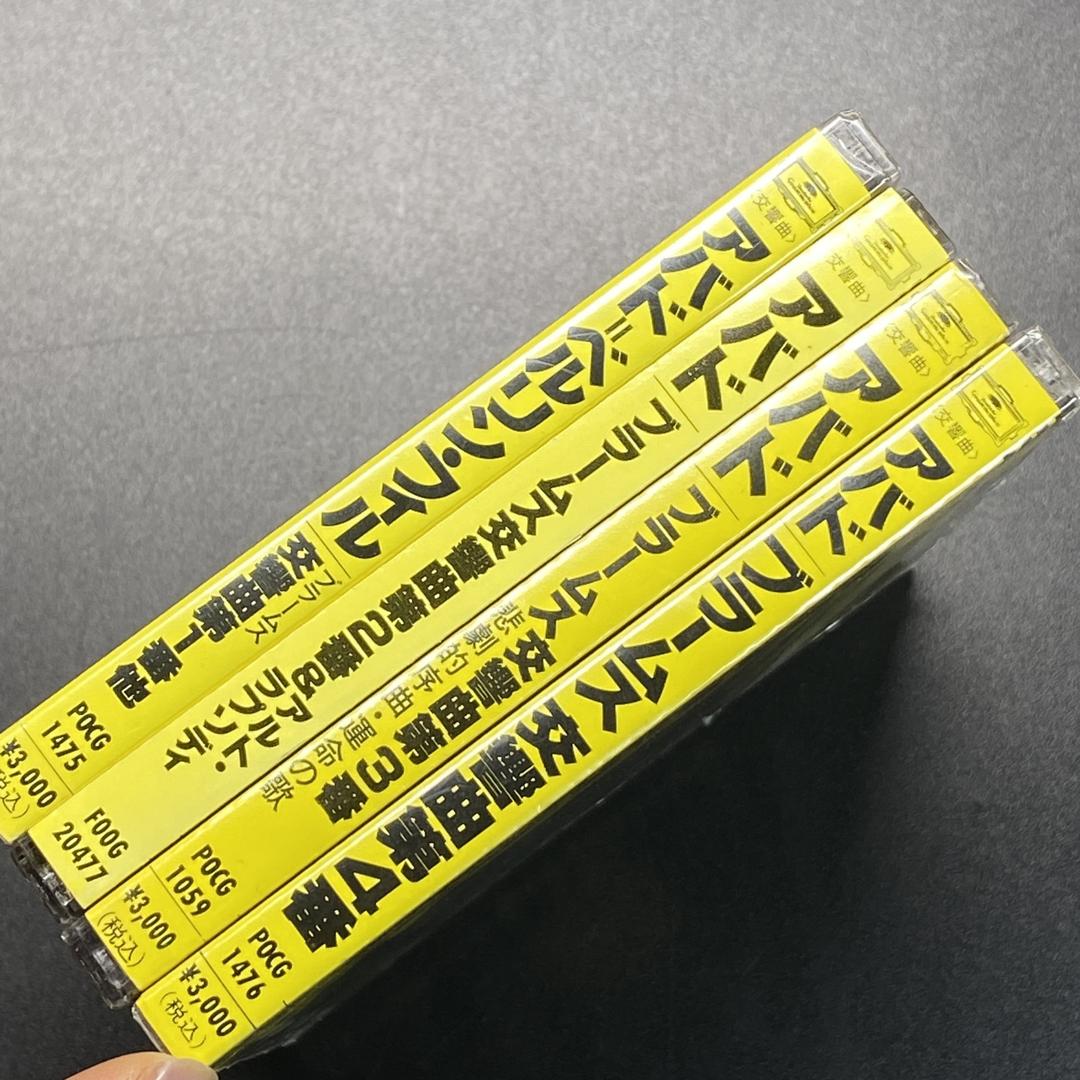 〈交響曲〉
アバド=ベルリン・フィル
ブラームス
交響曲第1番他
POCG
1475
¥3,000
(税込)
〈交響曲〉
アバド
ブラームス交響曲第2番&アルト・
ラプソディ
F00G
20477
〈交響曲〉
アバド
ブラームス交響曲第3番
悲劇的序曲・運命の歌
POCG
1059
¥3,000
(税込)
〈交響曲〉
アバド
ブラームス交響曲第4番
POCG
1476
¥3,000
(税込)